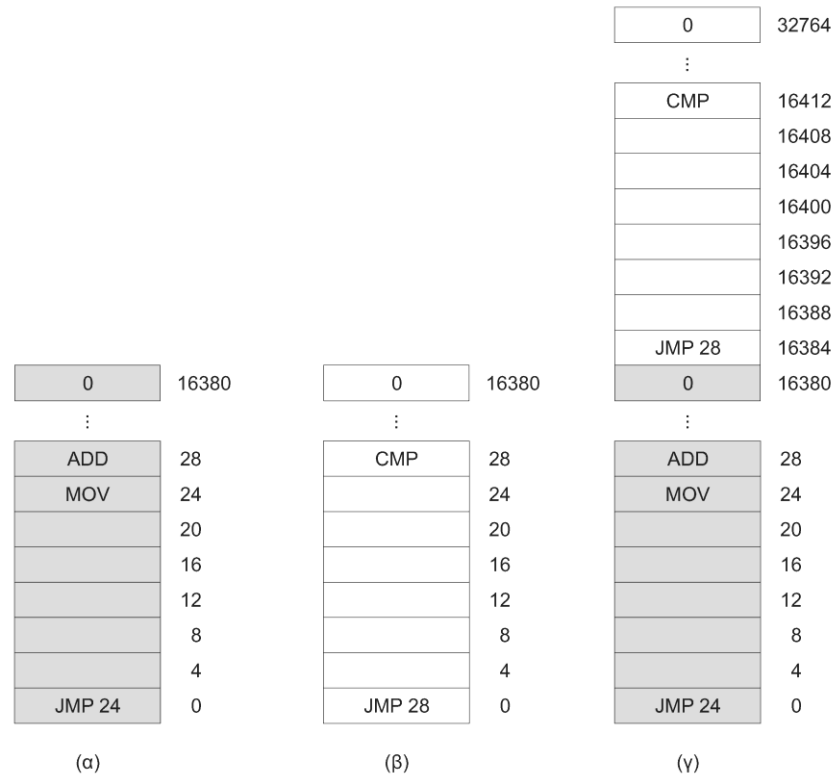 0 32764
⋮
CMP 16412
16408
16404
16400
16396
16392
16388
JMP 28 16384
0 16380 0 16380 0 16380
⋮ ⋮ ⋮
ADD 28 CMP 28 ADD 28
MOV 24 24 MOV 24
20 20 20
16 16 16
12 12 12
8 8 8
4 4 4
JMP 24 0 JMP 28 0 JMP 24 0
(α) (β) (γ)